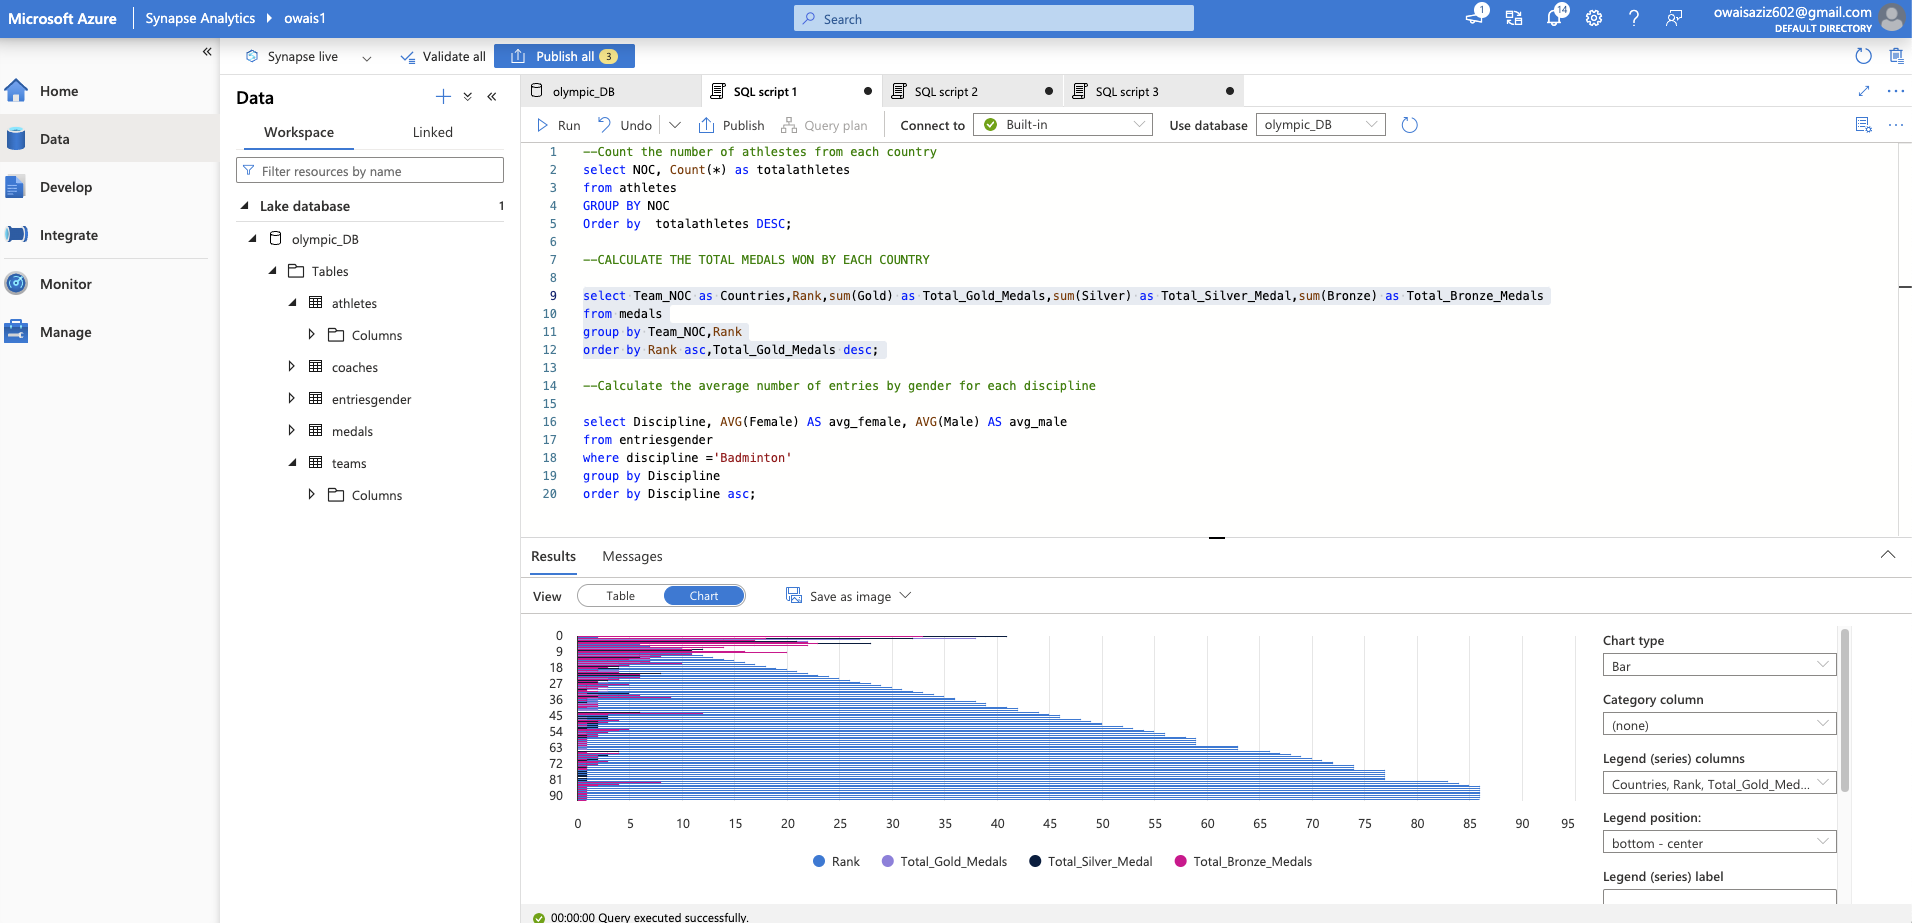 Microsoft Azure
Synapse Analytics
owais1
Search
1
14
owaisaziz602@gmail.com
DEFAULT DIRECTORY
Synapse live
Validate all
Publish all 3
Home
Data
Develop
Integrate
Monitor
Manage
Data
Workspace
Linked
Filter resources by name
Lake database 1
olympic_DB
Tables
athletes
Columns
coaches
entriesgender
medals
teams
Columns
olympic_DB
SQL script 1
SQL script 2
SQL script 3
Run
Undo
Publish
Query plan
Connect to
Built-in
Use database
olympic_DB
1 --Count the number of athlestes from each country
2 select NOC, Count(*) as totalathletes
3 from athletes
4 GROUP BY NOC
5 Order by  totalathletes DESC;
6
7 --CALCULATE THE TOTAL MEDALS WON BY EACH COUNTRY
8
9 select Team_NOC as Countries,Rank,sum(Gold) as Total_Gold_Medals,sum(Silver) as Total_Silver_Medal,sum(Bronze) as Total_Bronze_Medals
10 from medals
11 group by Team_NOC,Rank
12 order by Rank asc,Total_Gold_Medals desc;
13
14 --Calculate the average number of entries by gender for each discipline
15
16 select Discipline, AVG(Female) AS avg_female, AVG(Male) AS avg_male
17 from entriesgender
18 where discipline ='Badminton'
19 group by Discipline
20 order by Discipline asc;
Results
Messages
View
Table
Chart
Save as image
0
9
18
27
36
45
54
63
72
81
90
0 5 10 15 20 25 30 35 40 45 50 55 60 65 70 75 80 85 90 95
Rank
Total_Gold_Medals
Total_Silver_Medal
Total_Bronze_Medals
Chart type
Bar
Category column
(none)
Legend (series) columns
Countries, Rank, Total_Gold_Med...
Legend position:
bottom - center
Legend (series) label
00:00:00 Query executed successfully.